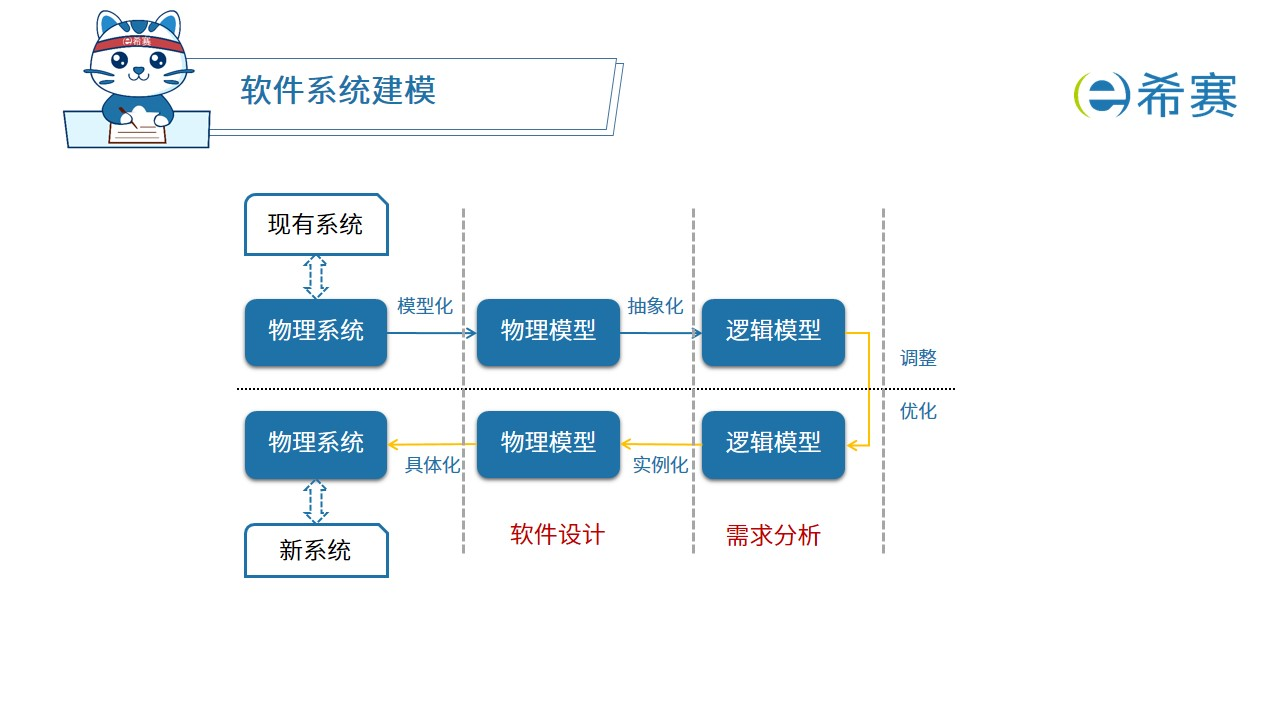 希赛
软件系统建模
希赛
现有系统
模型化
抽象化
物理系统
物理模型
逻辑模型
调整
优化
物理系统
物理模型
逻辑模型
具体化
实例化
软件设计
需求分析
新系统